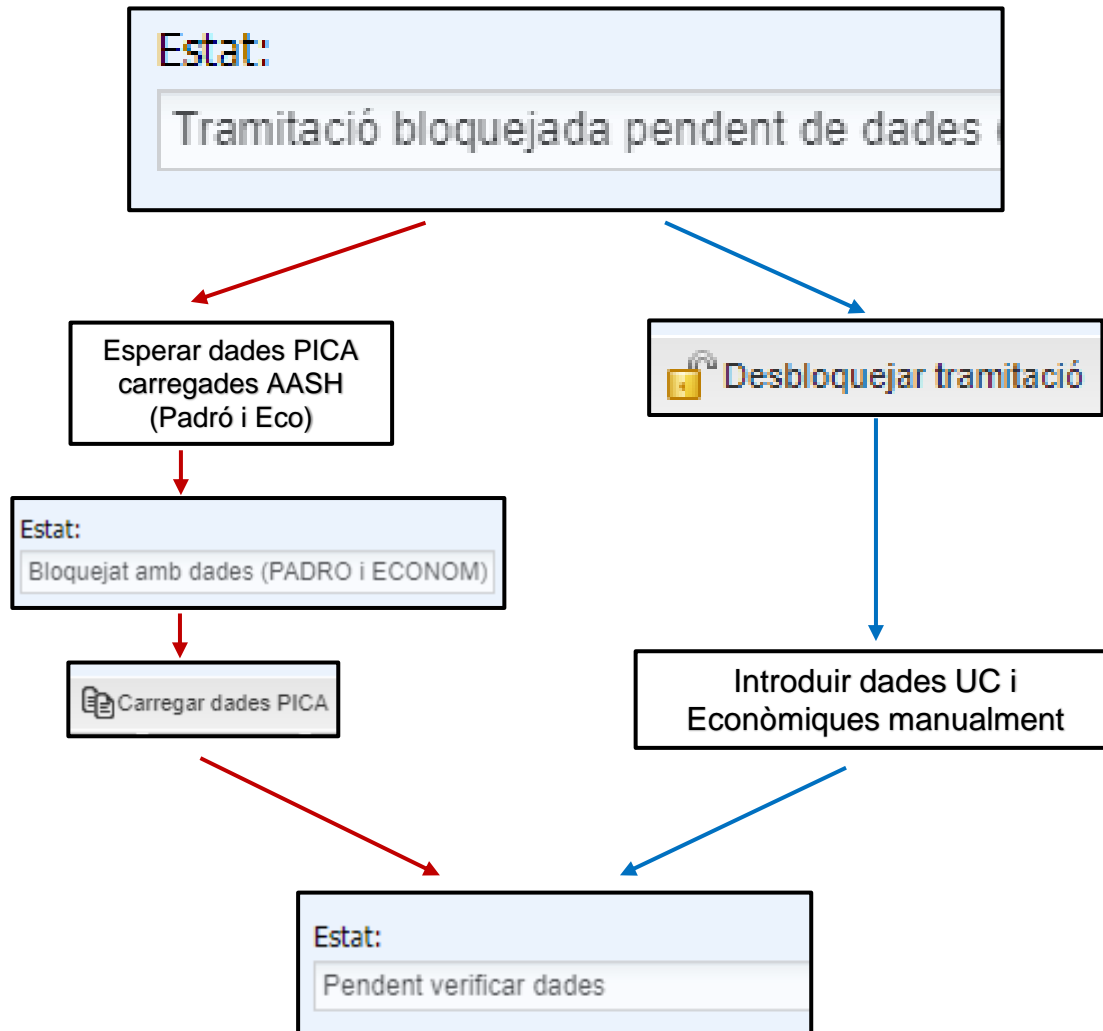 Estat:
Tramitació bloquejada pendent de dades
Esperar dades PICA
carregades AASH
(Padró i Eco)
Desbloquejar tramitació
Estat:
Bloquejat amb dades (PADRO i ECONOM)
Carregar dades PICA
Introduir dades UC i
Econòmiques manualment
Estat:
Pendent verificar dades